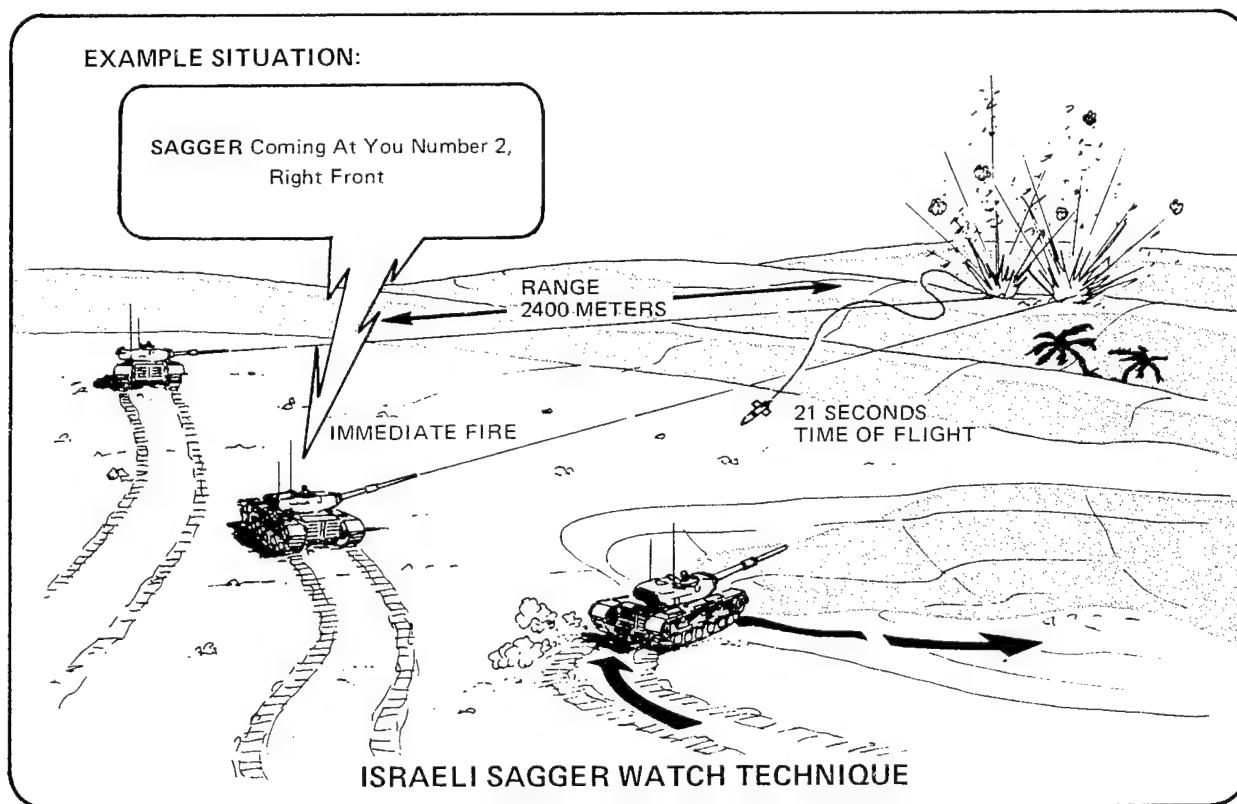 EXAMPLE SITUATION:
SAGGER Coming At You Number 2,
Right Front
RANGE
2400 METERS
21 SECONDS
TIME OF FLIGHT
IMMEDIATE FIRE
ISRAELI SAGGER WATCH TECHNIQUE